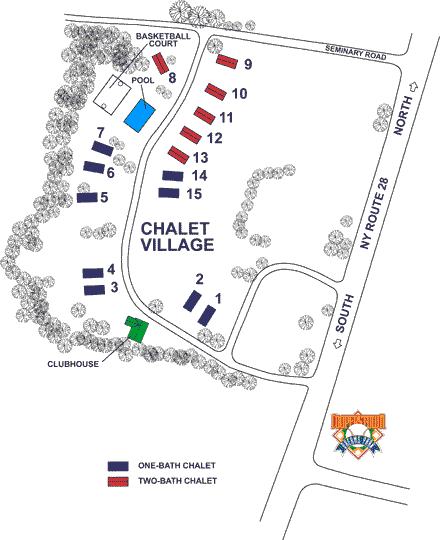 BASKETBALL
COURT
SEMINARY ROAD
POOL
8
9
10
11
12
13
14
15
7
6
5
NORTH
NY ROUTE 28
SOUTH
CHALET
VILLAGE
4
3
2
1
CLUBHOUSE
ONE-BATH CHALET
TWO-BATH CHALET